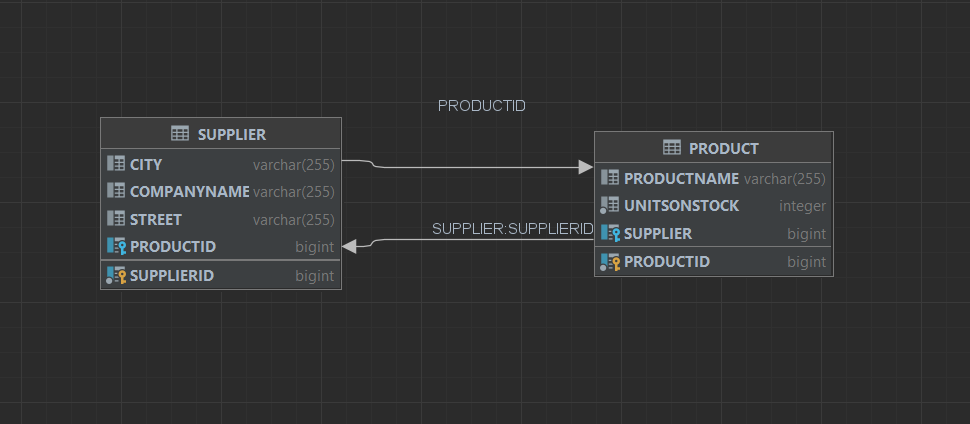 PRODUCTID
SUPPLIER
CITY varchar(255)
COMPANYNAME varchar(255)
STREET varchar(255)
PRODUCTID bigint
SUPPLIERID bigint
SUPPLIER:SUPPLIERID
PRODUCT
PRODUCTNAME varchar(255)
UNITSONSTOCK integer
SUPPLIER bigint
PRODUCTID bigint